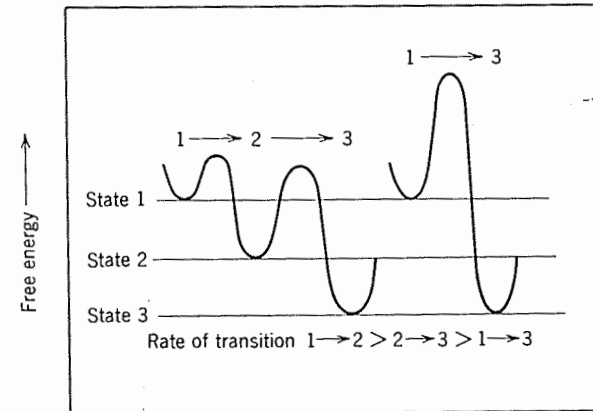 1 → 3
1 → 2 → 3
Free energy →
State 1
State 2
State 3
Rate of transition 1→2 > 2→3 > 1→3